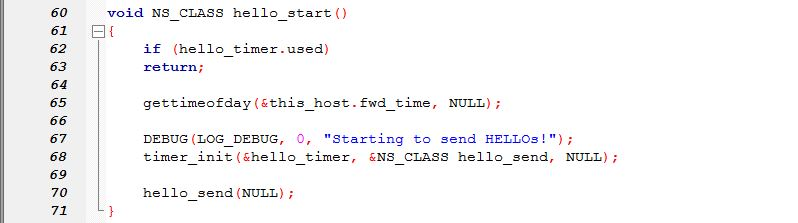 60 void NS_CLASS hello_start()
61 {
62 if (hello_timer.used)
63 return;
64
65 gettimeofday(&this_host.fwd_time, NULL);
66
67 DEBUG(LOG_DEBUG, 0, "Starting to send HELLOs!");
68 timer_init(&hello_timer, &NS_CLASS hello_send, NULL);
69
70 hello_send(NULL);
71 }